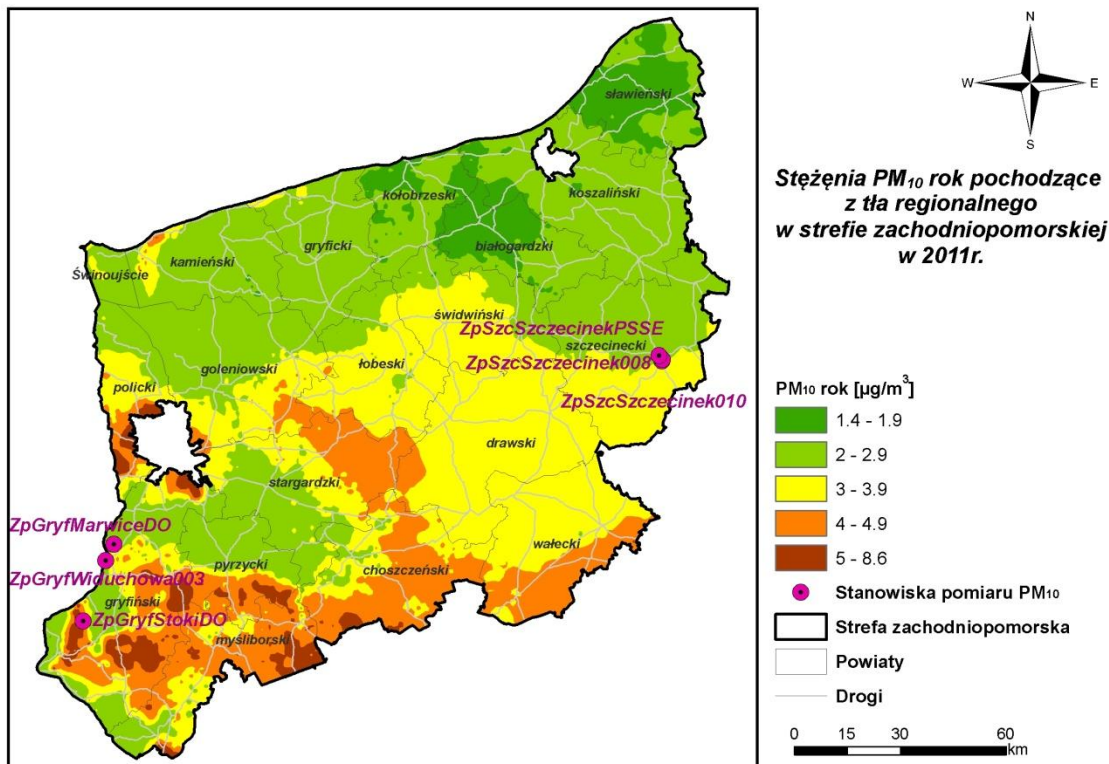 N
W E
S
Stężenia PM10 rok pochodzące
z tła regionalnego
w strefie zachodniopomorskiej
w 2011r.
sławieński
kołobrzeski
koszaliński
gryficki
białogardzki
kamieński
Świnoujście
świdwiński
ZpSzcSzczecinekPSSE
szczecinecki
ZpSzcSzczecinek008
łobeski
goleniowski
policki
ZpSzcSzczecinek010
drawski
stargardzki
ZpGryfMarwiceDO
wałecki
pyrzycki
choszczeński
ZpGryfWiduchowa003
gryfiński
ZpGryfStokiDO
myśliborski
PM10 rok [µg/m³]
1.4 - 1.9
2 - 2.9
3 - 3.9
4 - 4.9
5 - 8.6
Stanowiska pomiaru PM10
Strefa zachodniopomorska
Powiaty
Drogi
0 15 30 60
km